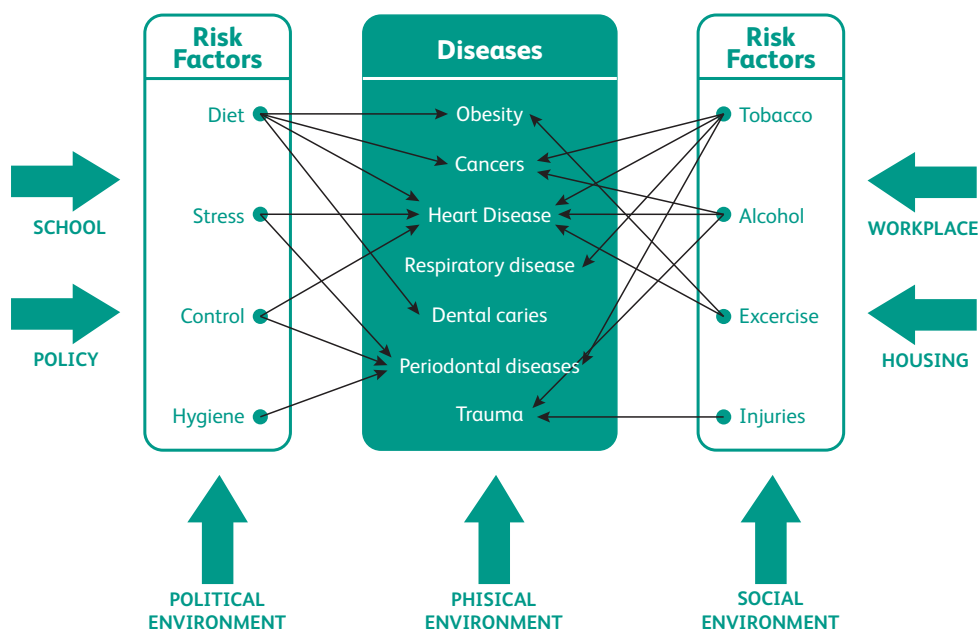 Risk
Factors
Diet
Stress
Control
Hygiene
Diseases
Obesity
Cancers
Heart Disease
Respiratory disease
Dental caries
Periodontal diseases
Trauma
Risk
Factors
Tobacco
Alcohol
Excercise
Injuries
SCHOOL
POLICY
WORKPLACE
HOUSING
POLITICAL
ENVIRONMENT
PHISICAL
ENVIRONMENT
SOCIAL
ENVIRONMENT